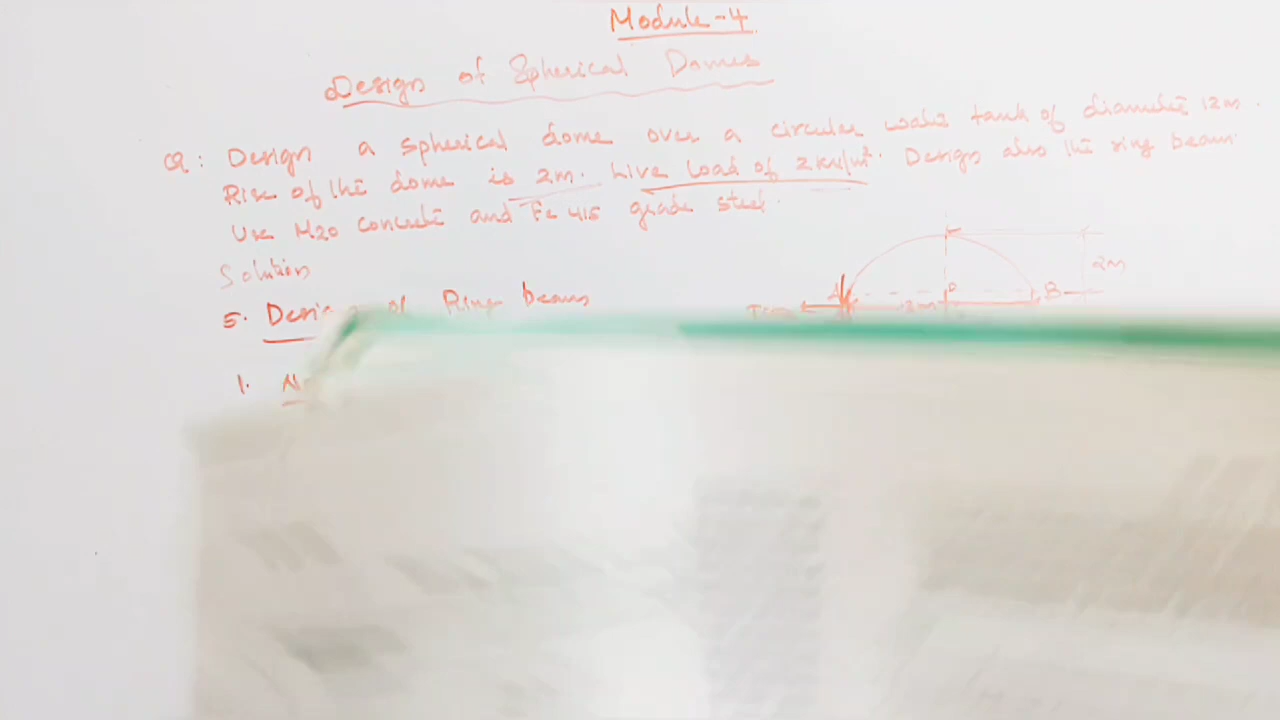 Module-4
Design of Spherical Domes
Q: Design a spherical dome over a circular water tank of diameter 12m.
Rise of the dome is 2m. Live load of 2KN/m². Design also the ring beam.
Use M20 concrete and Fe 415 grade steel.
Solution
2m
A B
5. Design of Ring beam
1.